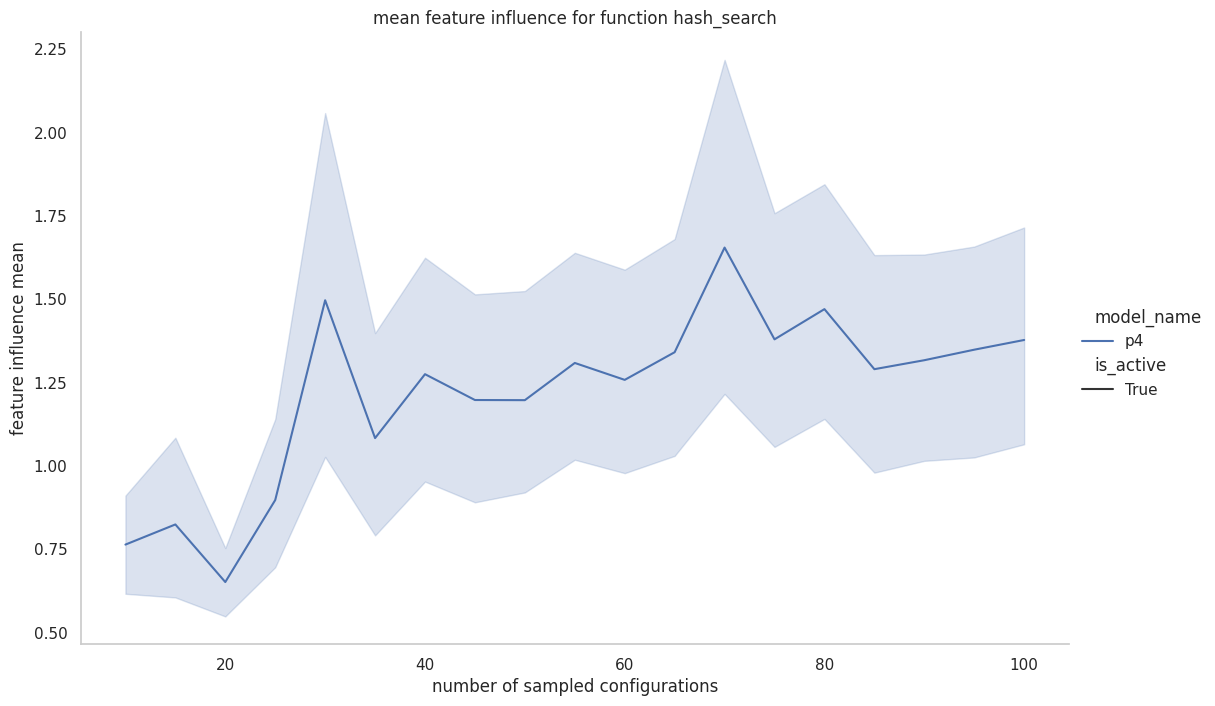 mean feature influence for function hash_search
feature influence mean
2.25
2.00
1.75
1.50
1.25
1.00
0.75
0.50
20
40
60
80
100
number of sampled configurations
model_name
p4
is_active
True